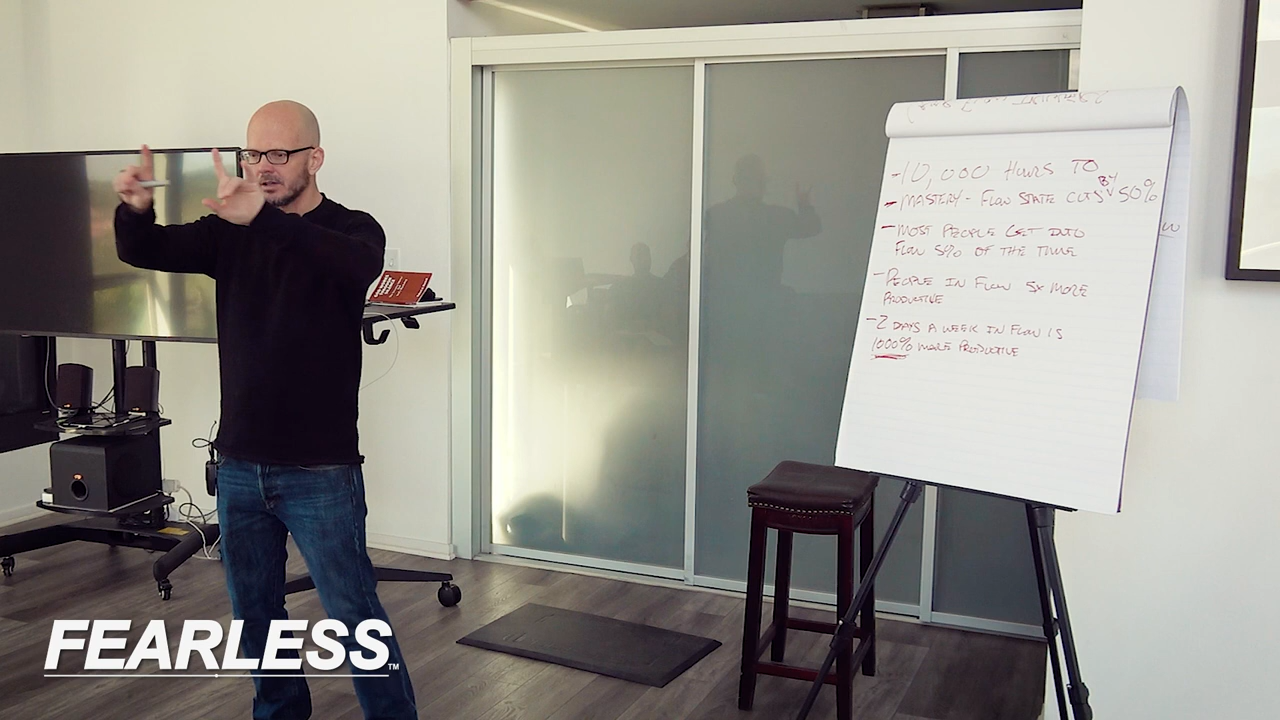 - 10,000 HOURS TO
- MASTERY - FLOW STATE CUTS BY 50%
- MOST PEOPLE GET INTO
FLOW 5% OF THE TIME
- PEOPLE IN FLOW 5X MORE
PRODUCTIVE
- 2 DAYS A WEEK IN FLOW IS
1000% MORE PRODUCTIVE
FEARLESS™